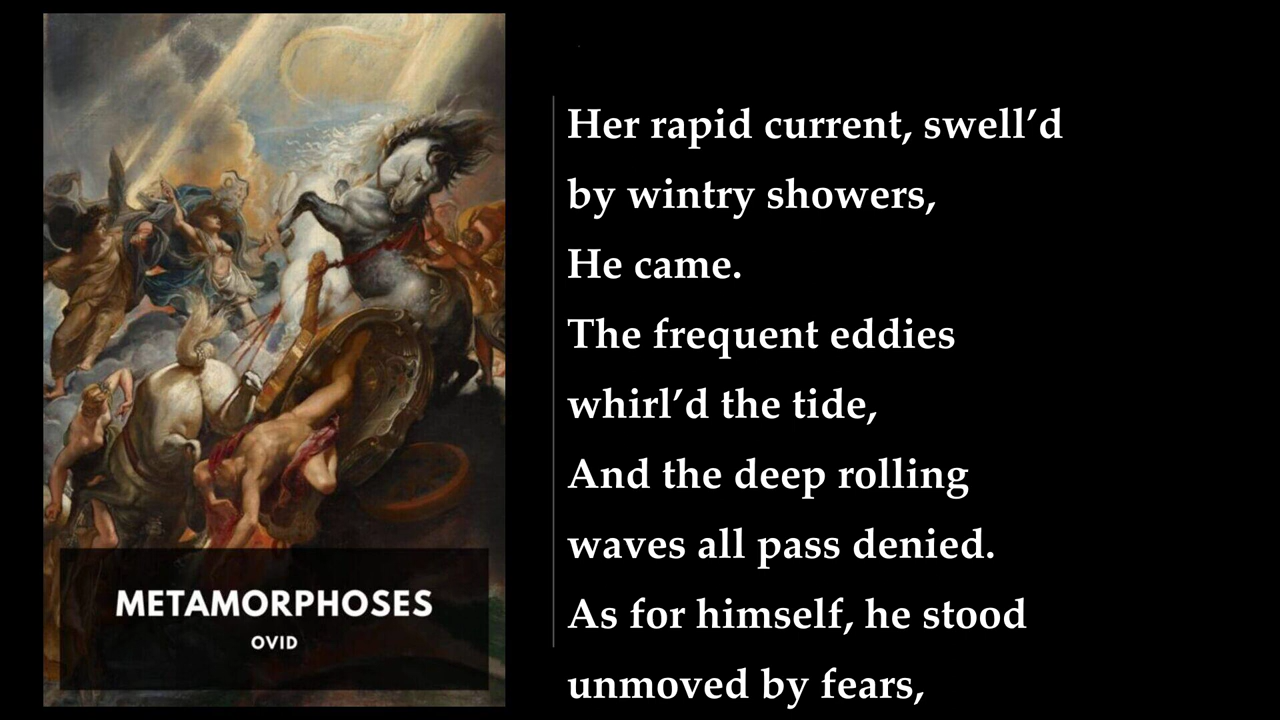 METAMORPHOSES
OVID
Her rapid current, swell’d
by wintry showers,
He came.
The frequent eddies
whirl’d the tide,
And the deep rolling
waves all pass denied.
As for himself, he stood
unmoved by fears,